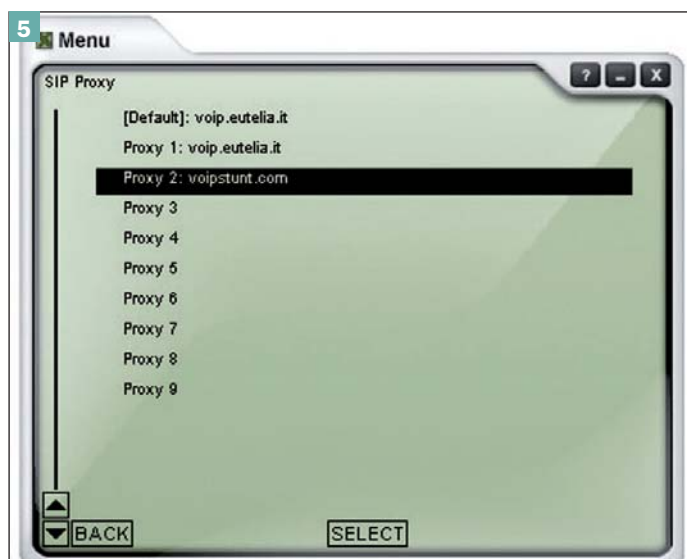 5
Menu
SIP Proxy
? - X
[Default]: voip.eutelia.it
Proxy 1: voip.eutelia.it
Proxy 2: voipstunt.com
Proxy 3
Proxy 4
Proxy 5
Proxy 6
Proxy 7
Proxy 8
Proxy 9
BACK
SELECT